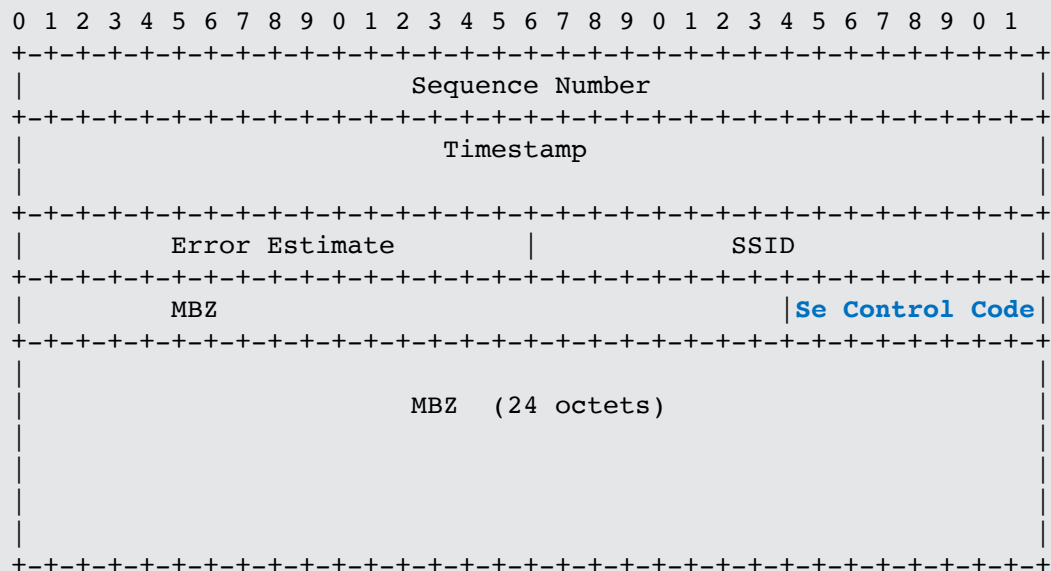 0 1 2 3 4 5 6 7 8 9 0 1 2 3 4 5 6 7 8 9 0 1 2 3 4 5 6 7 8 9 0 1
+-+-+-+-+-+-+-+-+-+-+-+-+-+-+-+-+-+-+-+-+-+-+-+-+-+-+-+-+-+-+-+-+
|                        Sequence Number                        |
+-+-+-+-+-+-+-+-+-+-+-+-+-+-+-+-+-+-+-+-+-+-+-+-+-+-+-+-+-+-+-+-+
|                          Timestamp                            |
|                                                               |
+-+-+-+-+-+-+-+-+-+-+-+-+-+-+-+-+-+-+-+-+-+-+-+-+-+-+-+-+-+-+-+-+
|         Error Estimate        |            SSID               |
+-+-+-+-+-+-+-+-+-+-+-+-+-+-+-+-+-+-+-+-+-+-+-+-+-+-+-+-+-+-+-+-+
|         MBZ                                   |Se Control Code|
+-+-+-+-+-+-+-+-+-+-+-+-+-+-+-+-+-+-+-+-+-+-+-+-+-+-+-+-+-+-+-+-+
|                                                               |
|                        MBZ  (24 octets)                       |
|                                                               |
|                                                               |
|                                                               |
|                                                               |
+-+-+-+-+-+-+-+-+-+-+-+-+-+-+-+-+-+-+-+-+-+-+-+-+-+-+-+-+-+-+-+-+